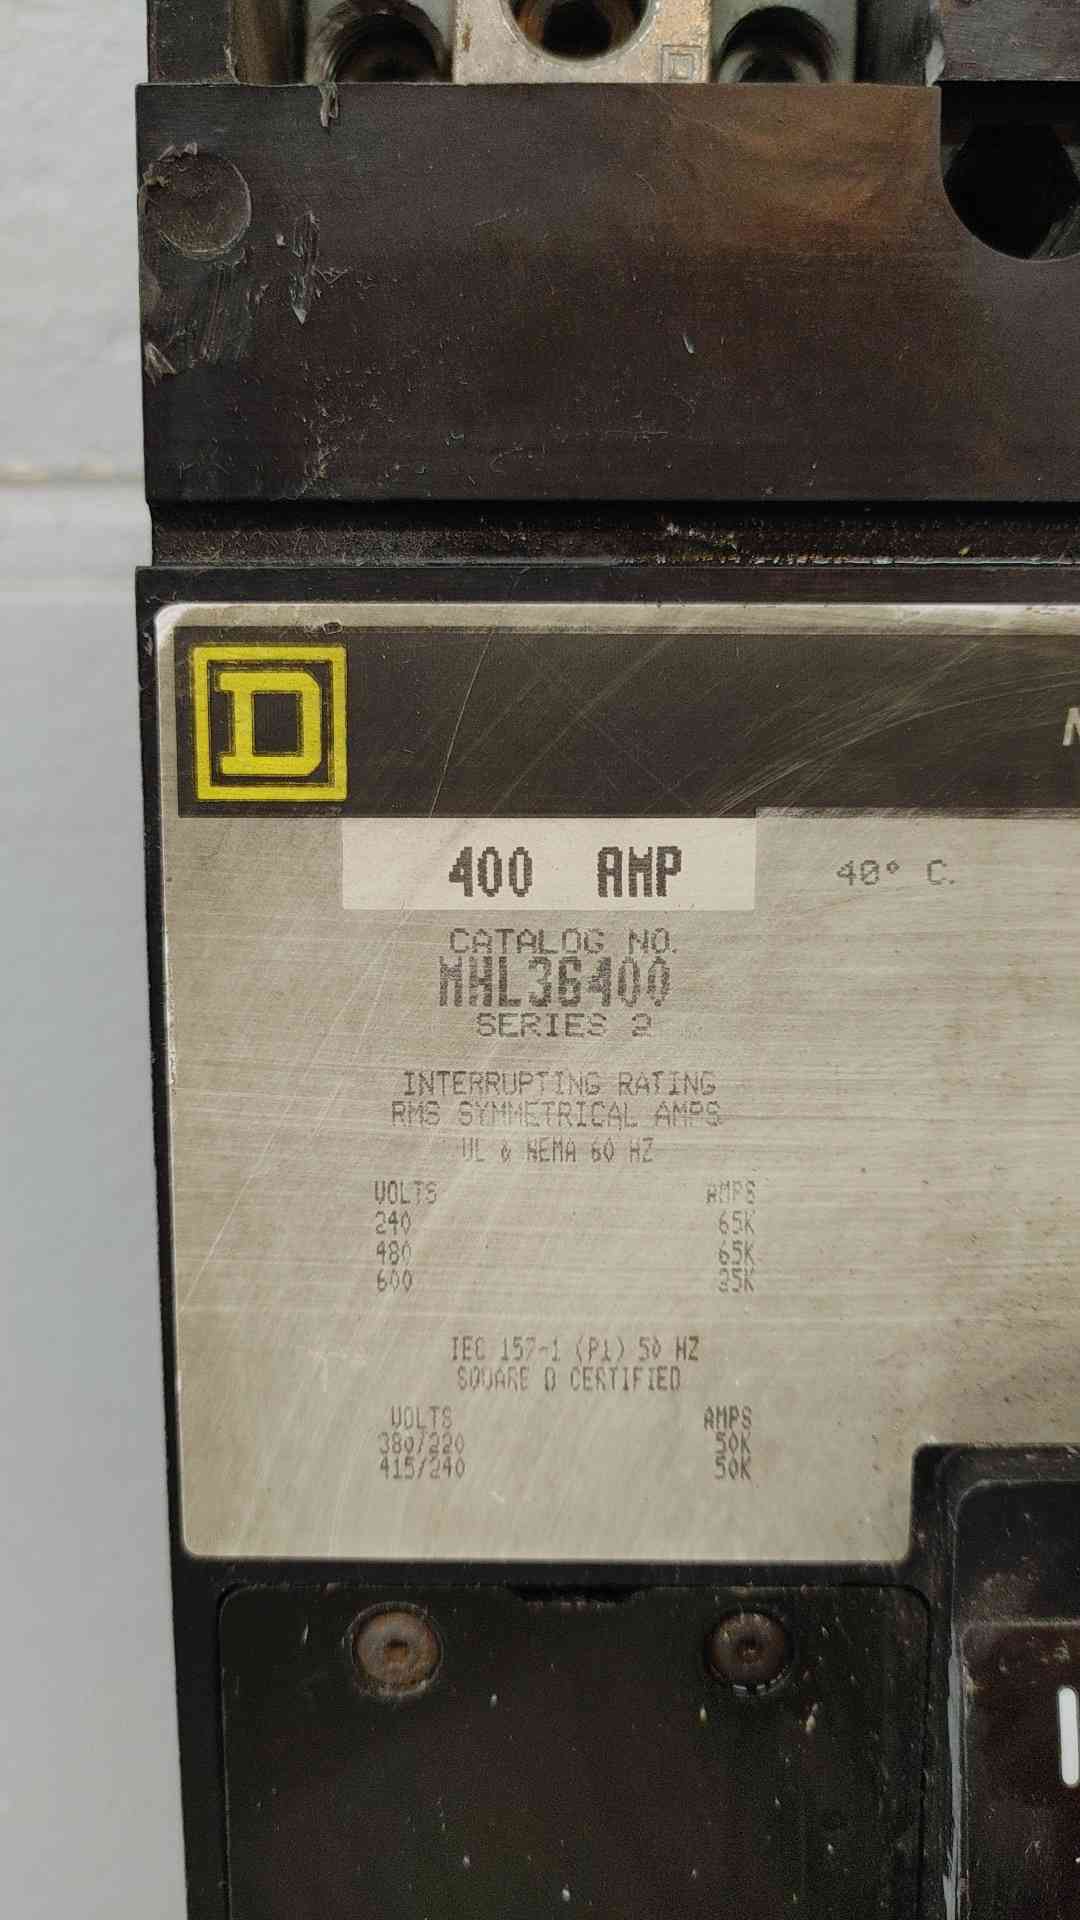 D
400 AMP
40° C.
CATALOG NO.
MHL36400
SERIES 2
INTERRUPTING RATING
RMS SYMMETRICAL AMPS
UL & NEMA 60 HZ
VOLTS AMPS
240 65K
480 65K
600 25K
IEC 157-1 (P1) 50 HZ
SQUARE D CERTIFIED
VOLTS AMPS
380/220 50K
415/240 50K